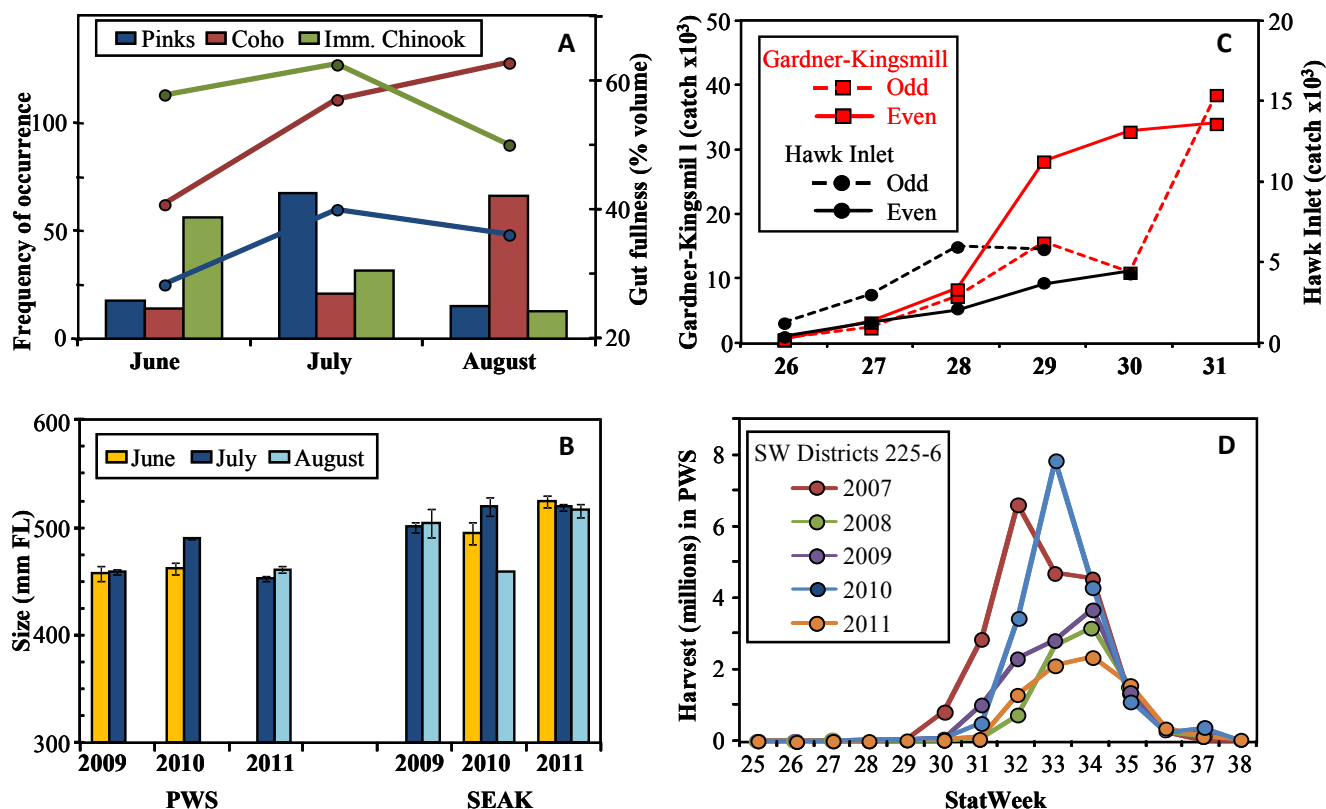 A
Pinks Coho Imm. Chinook
Frequency of occurrence
100
50
0
Gut fullness (% volume)
60
40
20
June July August
B
June July August
Size (mm FL)
600
500
400
300
2009 2010 2011 2009 2010 2011
PWS SEAK
C
Gardner-Kingsmill
Odd
Even
Hawk Inlet
Odd
Even
Gardner-Kingsmil l (catch x10³)
50
40
30
20
10
0
Hawk Inlet (catch x10³)
20
15
10
5
0
26 27 28 29 30 31
D
SW Districts 225-6
2007
2008
2009
2010
2011
Harvest (millions) in PWS
8
6
4
2
0
25 26 27 28 29 30 31 32 33 34 35 36 37 38
StatWeek